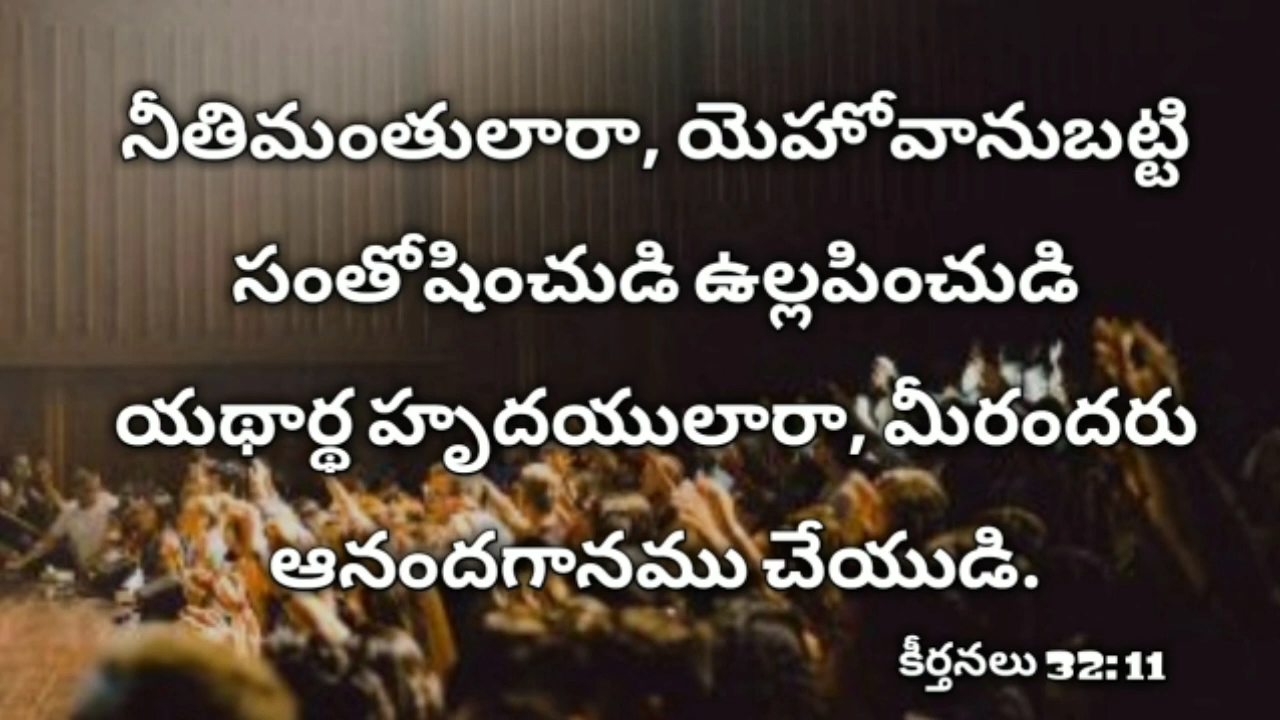 నీతిమంతులారా, యెహోవానుబట్టి
సంతోషించుడి ఉల్లపించుడి
యథార్థ హృదయులారా, మీరందరు
ఆనందగానము చేయుడి.
కీర్తనలు 32:11